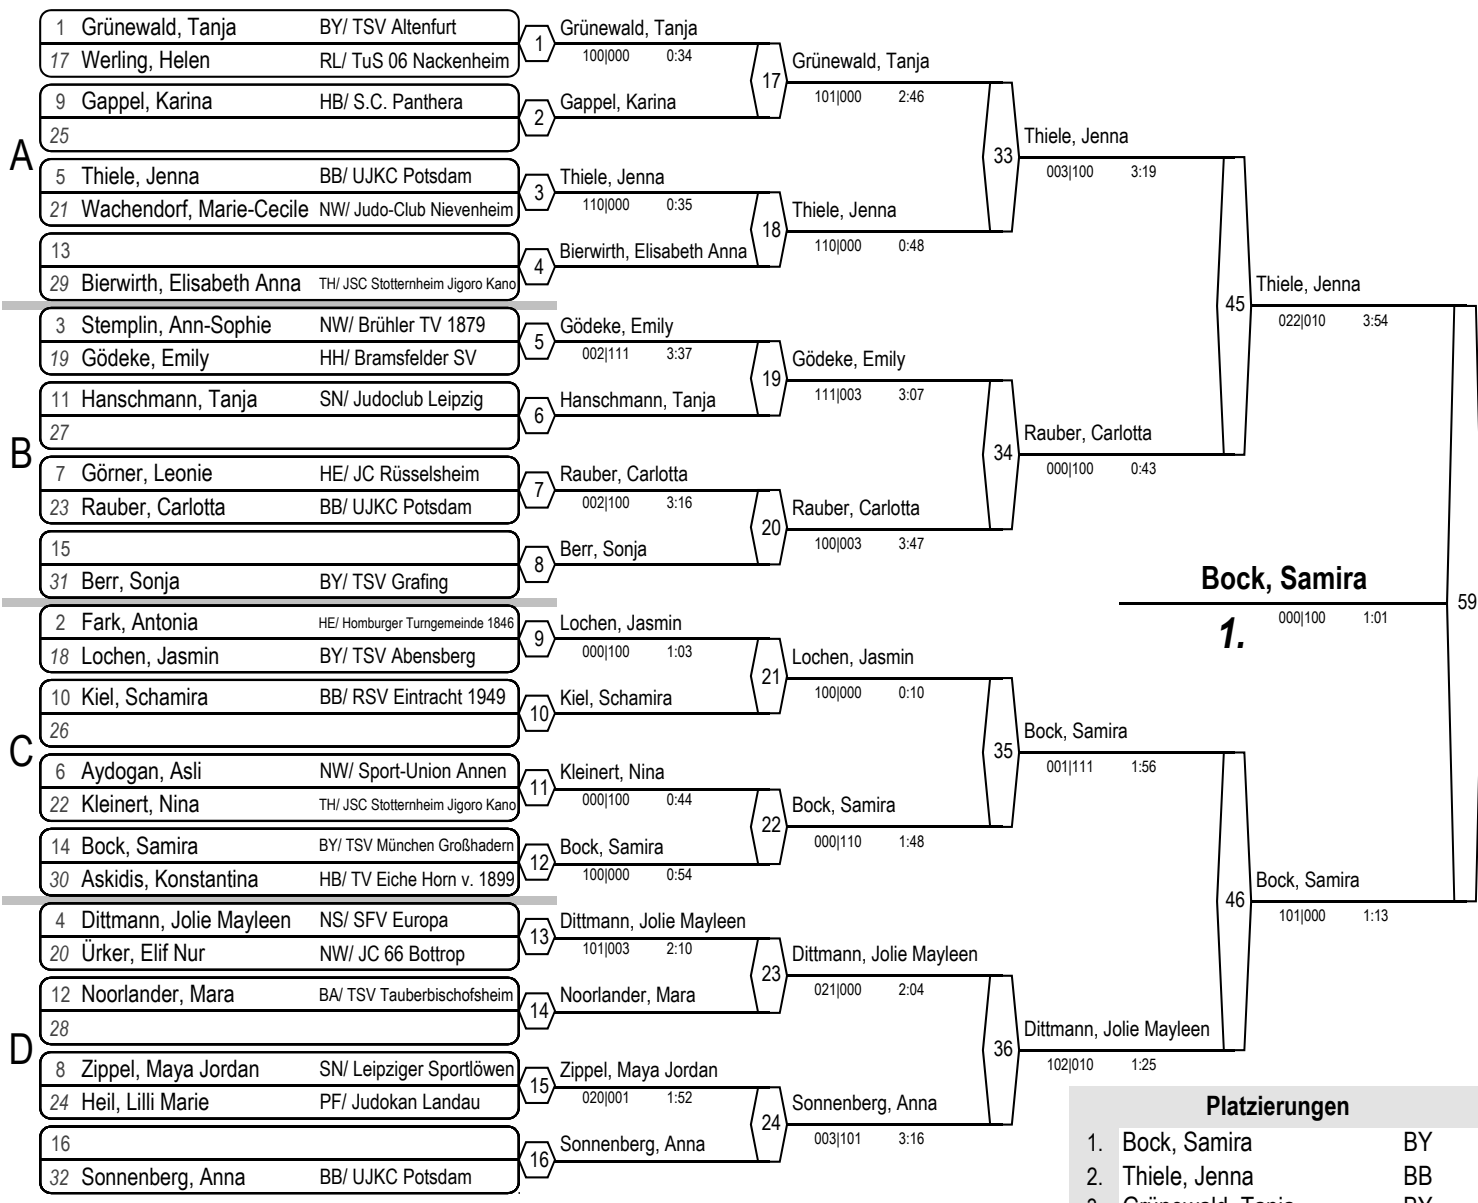 A
1 Grünewald, Tanja BY/ TSV Altenfurt
17 Werling, Helen RL/ TuS 06 Nackenheim
9 Gappel, Karina HB/ S.C. Panthera
25
5 Thiele, Jenna BB/ UJKC Potsdam
21 Wachendorf, Marie-Cecile NW/ Judo-Club Nievenheim
13
29 Bierwirth, Elisabeth Anna TH/ JSC Stotternheim Jigoro Kano
B
3 Stemplin, Ann-Sophie NW/ Brühler TV 1879
19 Gödeke, Emily HH/ Bramsfelder SV
11 Hanschmann, Tanja SN/ Judoclub Leipzig
27
7 Görner, Leonie HE/ JC Rüsselsheim
23 Rauber, Carlotta BB/ UJKC Potsdam
15
31 Berr, Sonja BY/ TSV Grafing
C
2 Fark, Antonia HE/ Homburger Turngemeinde 1846
18 Lochen, Jasmin BY/ TSV Abensberg
10 Kiel, Schamira BB/ RSV Eintracht 1949
26
6 Aydogan, Asli NW/ Sport-Union Annen
22 Kleinert, Nina TH/ JSC Stotternheim Jigoro Kano
14 Bock, Samira BY/ TSV München Großhadern
30 Askidis, Konstantina HB/ TV Eiche Horn v. 1899
D
4 Dittmann, Jolie Mayleen NS/ SFV Europa
20 Ürker, Elif Nur NW/ JC 66 Bottrop
12 Noorlander, Mara BA/ TSV Tauberbischofsheim
28
8 Zippel, Maya Jordan SN/ Leipziger Sportlöwen
24 Heil, Lilli Marie PF/ Judokan Landau
16
32 Sonnenberg, Anna BB/ UJKC Potsdam
1 Grünewald, Tanja
100|000 0:34
2 Gappel, Karina
3 Thiele, Jenna
110|000 0:35
4 Bierwirth, Elisabeth Anna
5 Gödeke, Emily
002|111 3:37
6 Hanschmann, Tanja
7 Rauber, Carlotta
002|100 3:16
8 Berr, Sonja
9 Lochen, Jasmin
000|100 1:03
10 Kiel, Schamira
11 Kleinert, Nina
000|100 0:44
12 Bock, Samira
100|000 0:54
13 Dittmann, Jolie Mayleen
101|003 2:10
14 Noorlander, Mara
15 Zippel, Maya Jordan
020|001 1:52
16 Sonnenberg, Anna
17 Grünewald, Tanja
101|000 2:46
18 Thiele, Jenna
110|000 0:48
19 Gödeke, Emily
111|003 3:07
20 Rauber, Carlotta
100|003 3:47
21 Lochen, Jasmin
100|000 0:10
22 Bock, Samira
000|110 1:48
23 Dittmann, Jolie Mayleen
021|000 2:04
24 Sonnenberg, Anna
003|101 3:16
33 Thiele, Jenna
003|100 3:19
34 Rauber, Carlotta
000|100 0:43
35 Bock, Samira
001|111 1:56
36 Dittmann, Jolie Mayleen
102|010 1:25
45 Thiele, Jenna
022|010 3:54
46 Bock, Samira
101|000 1:13
59
Bock, Samira
1. 000|100 1:01
Platzierungen
1. Bock, Samira BY
2. Thiele, Jenna BB